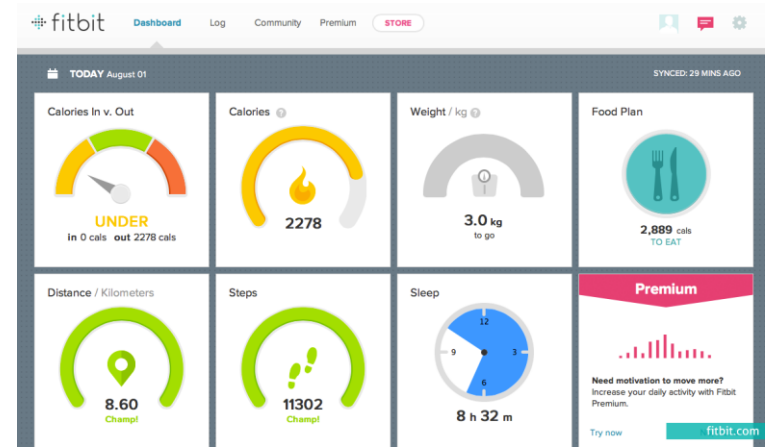 fitbit
Dashboard Log Community Premium STORE
TODAY August 01
SYNCED: 29 MINS AGO
Calories In v. Out
UNDER
in 0 cals out 2278 cals
Calories ?
2278
Weight / kg ?
3.0 kg
to go
Food Plan
2,889 cals
TO EAT
Distance / Kilometers
8.60
Champ!
Steps
11302
Champ!
Sleep
12
9 3
6
8 h 32 m
Premium
Need motivation to move more?
Increase your daily activity with Fitbit
Premium.
Try now
fitbit.com